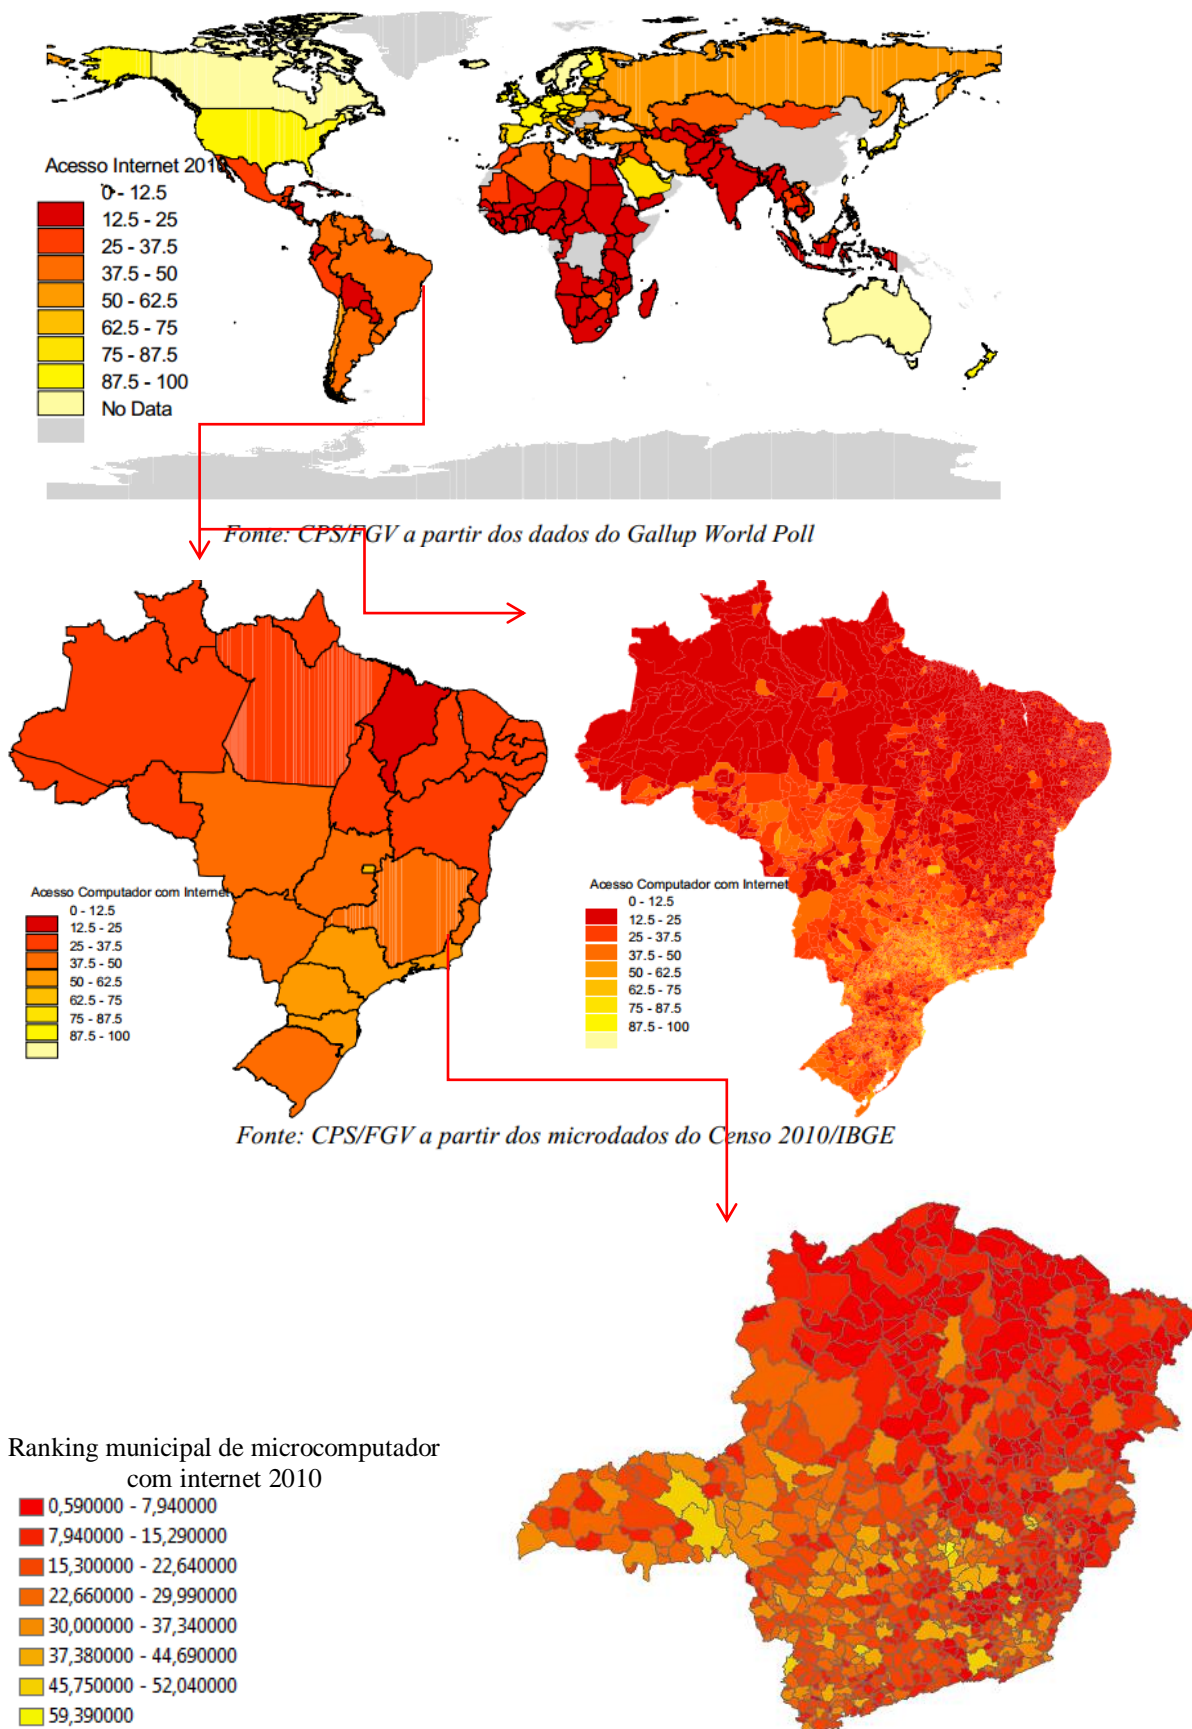 Acesso Internet 201
0 - 12.5
12.5 - 25
25 - 37.5
37.5 - 50
50 - 62.5
62.5 - 75
75 - 87.5
87.5 - 100
No Data
Fonte: CPS/FGV a partir dos dados do Gallup World Poll
Acesso Computador com Internet
0 - 12.5
12.5 - 25
25 - 37.5
37.5 - 50
50 - 62.5
62.5 - 75
75 - 87.5
87.5 - 100
Acesso Computador com Internet
0 - 12.5
12.5 - 25
25 - 37.5
37.5 - 50
50 - 62.5
62.5 - 75
75 - 87.5
87.5 - 100
Fonte: CPS/FGV a partir dos microdados do Censo 2010/IBGE
Ranking municipal de microcomputador
com internet 2010
0,590000 - 7,940000
7,940000 - 15,290000
15,300000 - 22,640000
22,660000 - 29,990000
30,000000 - 37,340000
37,380000 - 44,690000
45,750000 - 52,040000
59,390000